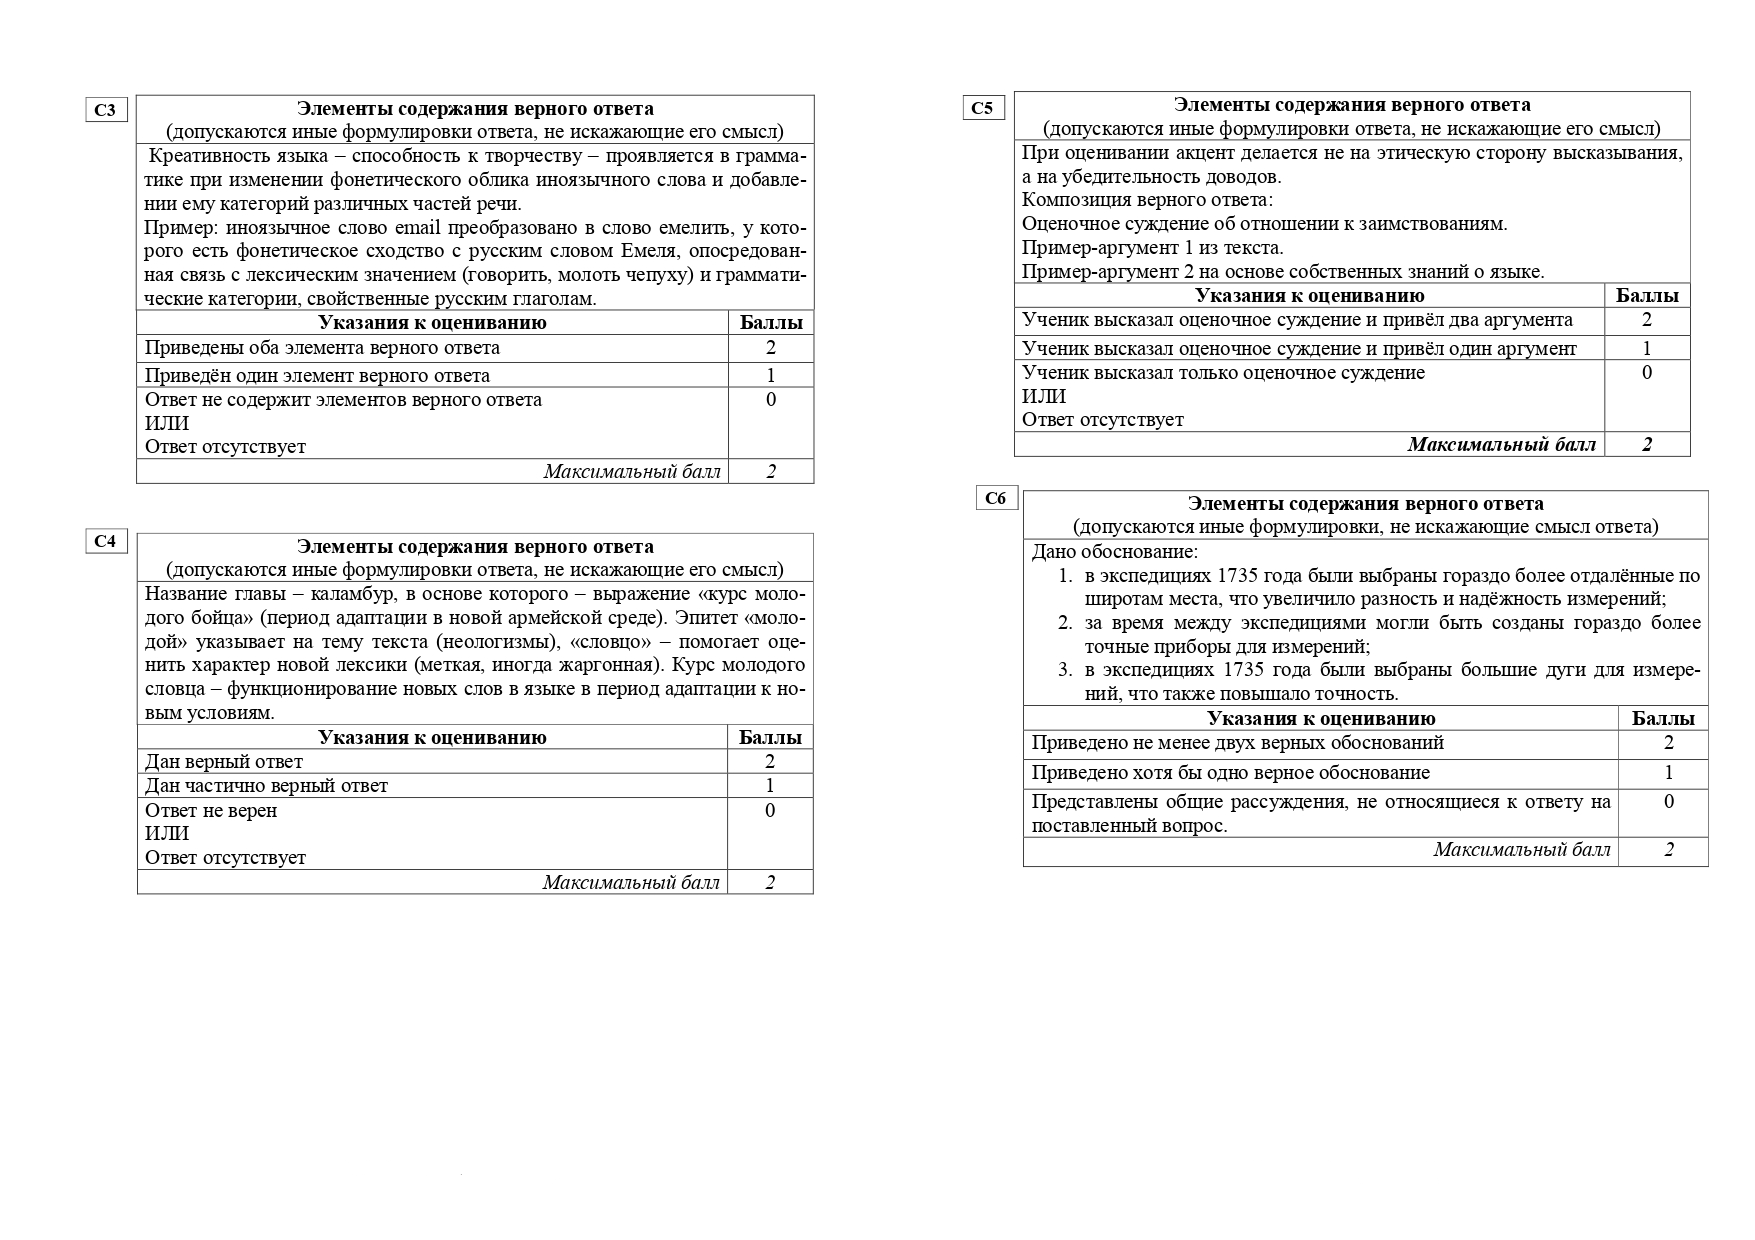 С3
Элементы содержания верного ответа
(допускаются иные формулировки ответа, не искажающие его смысл)
Креативность языка – способность к творчеству – проявляется в грамма-
тике при изменении фонетического облика иноязычного слова и добавле-
нии ему категорий различных частей речи.
Пример: иноязычное слово email преобразовано в слово емелить, у кото-
рого есть фонетическое сходство с русским словом Емеля, опосредован-
ная связь с лексическим значением (говорить, молоть чепуху) и граммати-
ческие категории, свойственные русским глаголам.
Указания к оцениванию Баллы
Приведены оба элемента верного ответа 2
Приведён один элемент верного ответа 1
Ответ не содержит элементов верного ответа 0
ИЛИ
Ответ отсутствует
Максимальный балл 2
С4
Элементы содержания верного ответа
(допускаются иные формулировки ответа, не искажающие его смысл)
Название главы – каламбур, в основе которого – выражение «курс моло-
дого бойца» (период адаптации в новой армейской среде). Эпитет «моло-
дой» указывает на тему текста (неологизмы), «словцо» – помогает оце-
нить характер новой лексики (меткая, иногда жаргонная). Курс молодого
словца – функционирование новых слов в языке в период адаптации к но-
вым условиям.
Указания к оцениванию Баллы
Дан верный ответ 2
Дан частично верный ответ 1
Ответ не верен 0
ИЛИ
Ответ отсутствует
Максимальный балл 2
С5
Элементы содержания верного ответа
(допускаются иные формулировки ответа, не искажающие его смысл)
При оценивании акцент делается не на этическую сторону высказывания,
а на убедительность доводов.
Композиция верного ответа:
Оценочное суждение об отношении к заимствованиям.
Пример-аргумент 1 из текста.
Пример-аргумент 2 на основе собственных знаний о языке.
Указания к оцениванию Баллы
Ученик высказал оценочное суждение и привёл два аргумента 2
Ученик высказал оценочное суждение и привёл один аргумент 1
Ученик высказал только оценочное суждение 0
ИЛИ
Ответ отсутствует
Максимальный балл 2
С6
Элементы содержания верного ответа
(допускаются иные формулировки, не искажающие смысл ответа)
Дано обоснование:
1. в экспедициях 1735 года были выбраны гораздо более отдалённые по
широтам места, что увеличило разность и надёжность измерений;
2. за время между экспедициями могли быть созданы гораздо более
точные приборы для измерений;
3. в экспедициях 1735 года были выбраны большие дуги для измере-
ний, что также повышало точность.
Указания к оцениванию Баллы
Приведено не менее двух верных обоснований 2
Приведено хотя бы одно верное обоснование 1
Представлены общие рассуждения, не относящиеся к ответу на 0
поставленный вопрос.
Максимальный балл 2